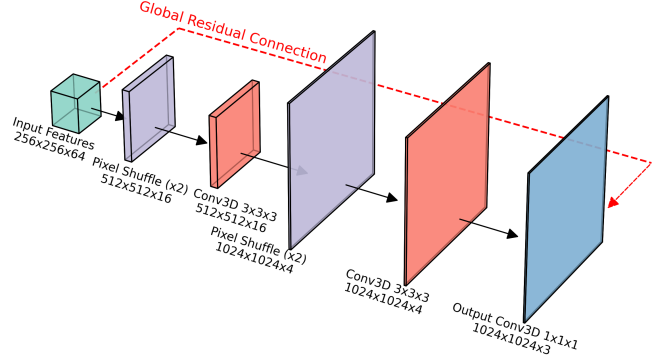 Global Residual Connection
Input Features
256x256x64
Pixel Shuffle (x2)
512x512x16
Conv3D 3x3x3
512x512x16
Pixel Shuffle (x2)
1024x1024x4
Conv3D 3x3x3
1024x1024x4
Output Conv3D 1x1x1
1024x1024x3